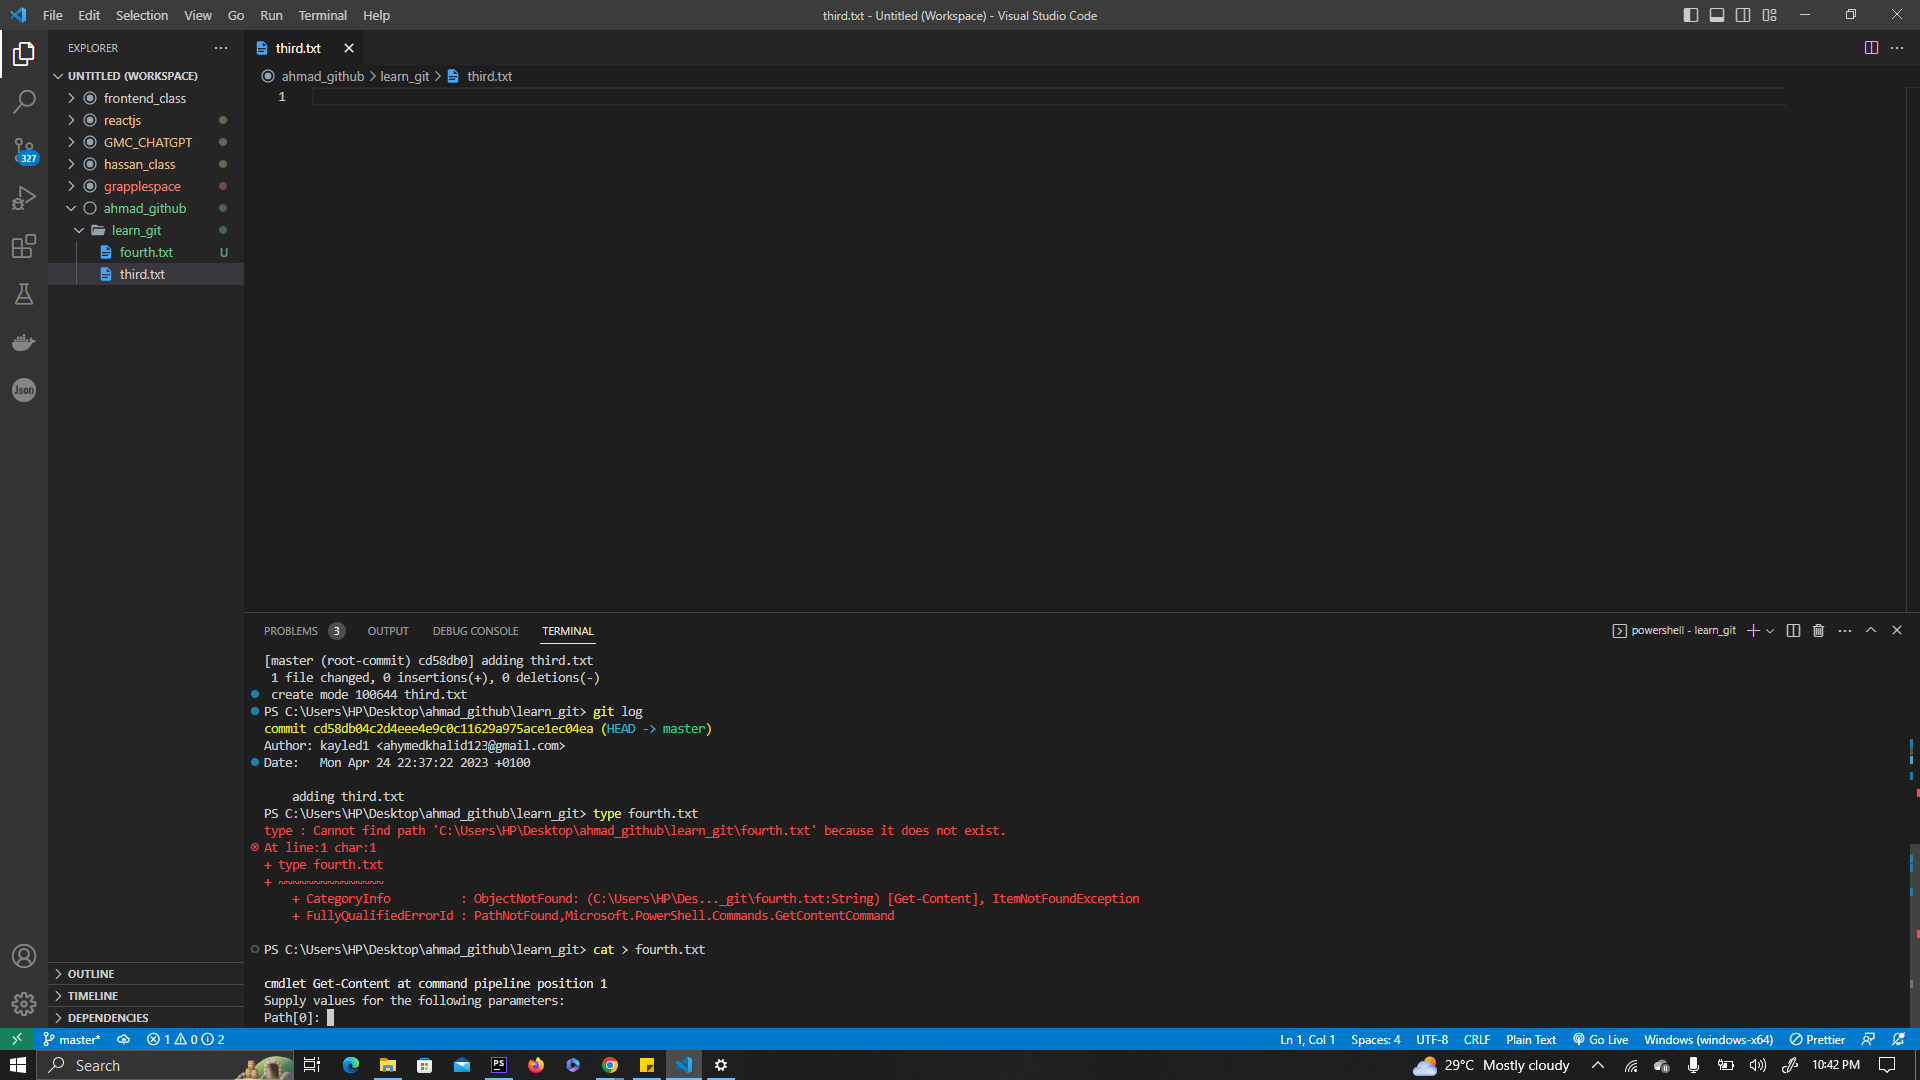 File Edit Selection View Go Run Terminal Help
third.txt - Untitled (Workspace) - Visual Studio Code
EXPLORER
UNTITLED (WORKSPACE)
frontend_class
reactjs
GMC_CHATGPT
hassan_class
grapplespace
ahmad_github
learn_git
fourth.txt U
third.txt
327
Json
OUTLINE
TIMELINE
DEPENDENCIES
third.txt
ahmad_github > learn_git > third.txt
1
PROBLEMS 3 OUTPUT DEBUG CONSOLE TERMINAL
powershell - learn_git
[master (root-commit) cd58db0] adding third.txt
1 file changed, 0 insertions(+), 0 deletions(-)
create mode 100644 third.txt
PS C:\Users\HP\Desktop\ahmad_github\learn_git> git log
commit cd58db04c2d4eee4e9c0c11629a975ace1ec04ea (HEAD -> master)
Author: kayled1 <ahymedkhalid123@gmail.com>
Date:   Mon Apr 24 22:37:22 2023 +0100
adding third.txt
PS C:\Users\HP\Desktop\ahmad_github\learn_git> type fourth.txt
type : Cannot find path 'C:\Users\HP\Desktop\ahmad_github\learn_git\fourth.txt' because it does not exist.
At line:1 char:1
+ type fourth.txt
+ ~~~~~~~~~~~~~~~
+ CategoryInfo          : ObjectNotFound: (C:\Users\HP\Des..._git\fourth.txt:String) [Get-Content], ItemNotFoundException
+ FullyQualifiedErrorId : PathNotFound,Microsoft.PowerShell.Commands.GetContentCommand
PS C:\Users\HP\Desktop\ahmad_github\learn_git> cat > fourth.txt
cmdlet Get-Content at command pipeline position 1
Supply values for the following parameters:
Path[0]:
master* 1 0 2
Ln 1, Col 1 Spaces: 4 UTF-8 CRLF Plain Text Go Live Windows (windows-x64) Prettier
Search
PS
29°C Mostly cloudy
10:42 PM